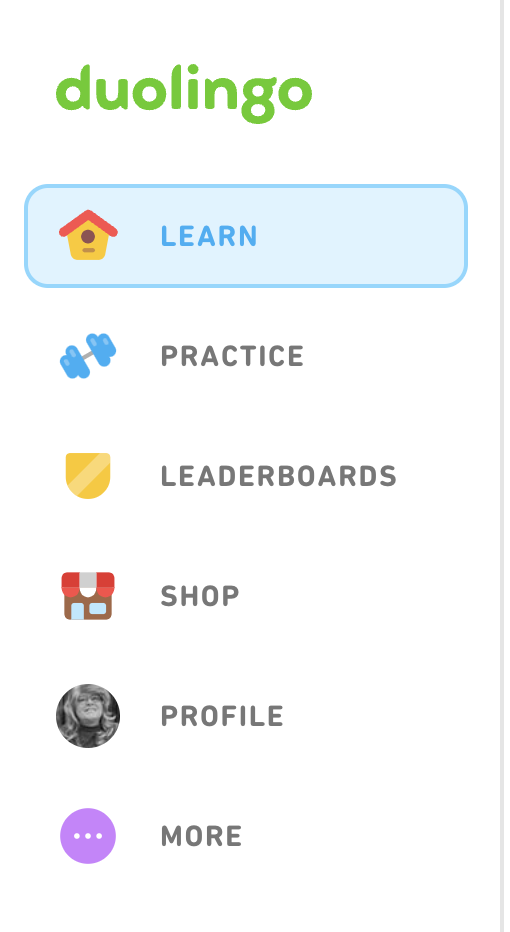 duolingo
LEARN
PRACTICE
LEADERBOARDS
SHOP
PROFILE
MORE